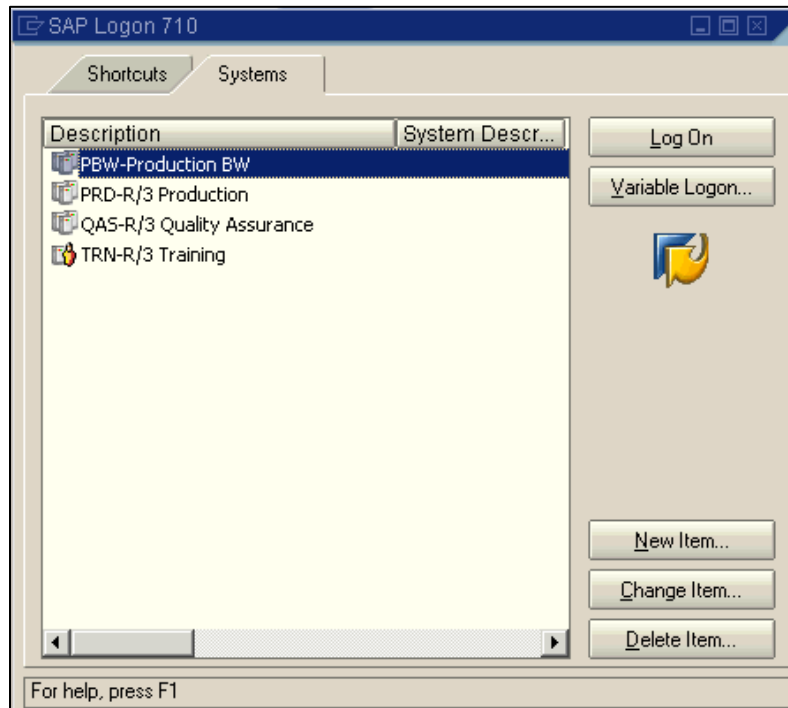 SAP Logon 710
Shortcuts Systems
Description System Descr...
PBW-Production BW
PRD-R/3 Production
QAS-R/3 Quality Assurance
TRN-R/3 Training
Log On
Variable Logon...
New Item...
Change Item...
Delete Item...
For help, press F1